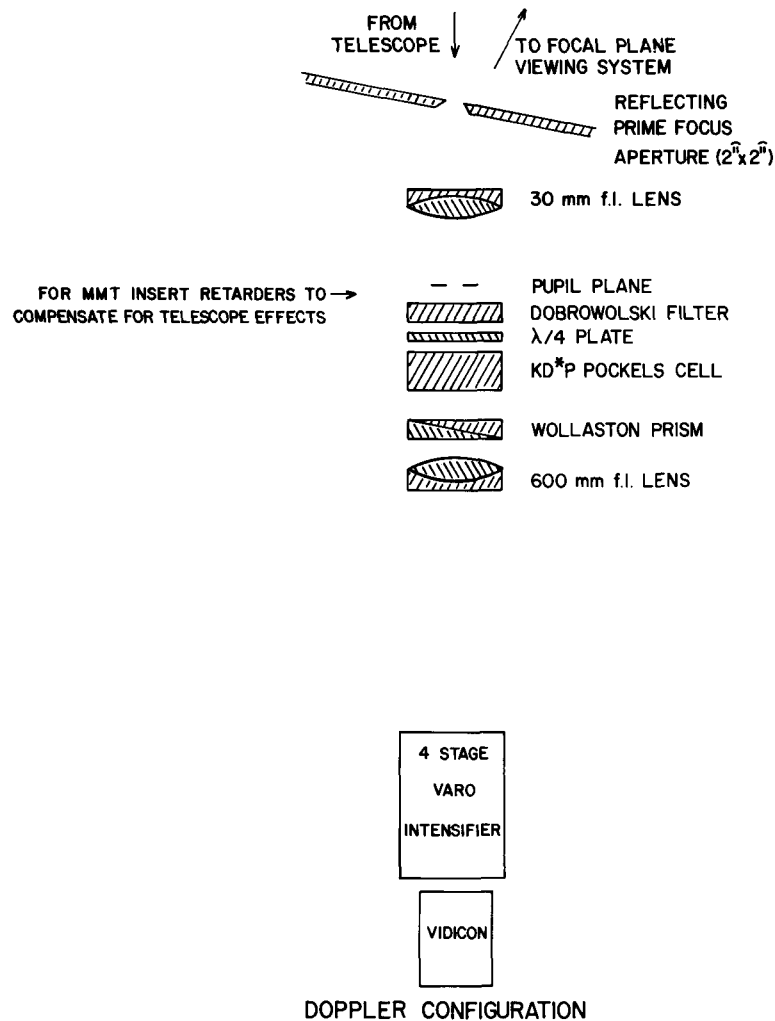 FROM
TELESCOPE
TO FOCAL PLANE
VIEWING SYSTEM
REFLECTING
PRIME FOCUS
APERTURE (2"x2")
30 mm f.l. LENS
FOR MMT INSERT RETARDERS TO →
COMPENSATE FOR TELESCOPE EFFECTS
PUPIL PLANE
DOBROWOLSKI FILTER
λ/4 PLATE
KD*P POCKELS CELL
WOLLASTON PRISM
600 mm f.l. LENS
4 STAGE
VARO
INTENSIFIER
VIDICON
DOPPLER CONFIGURATION